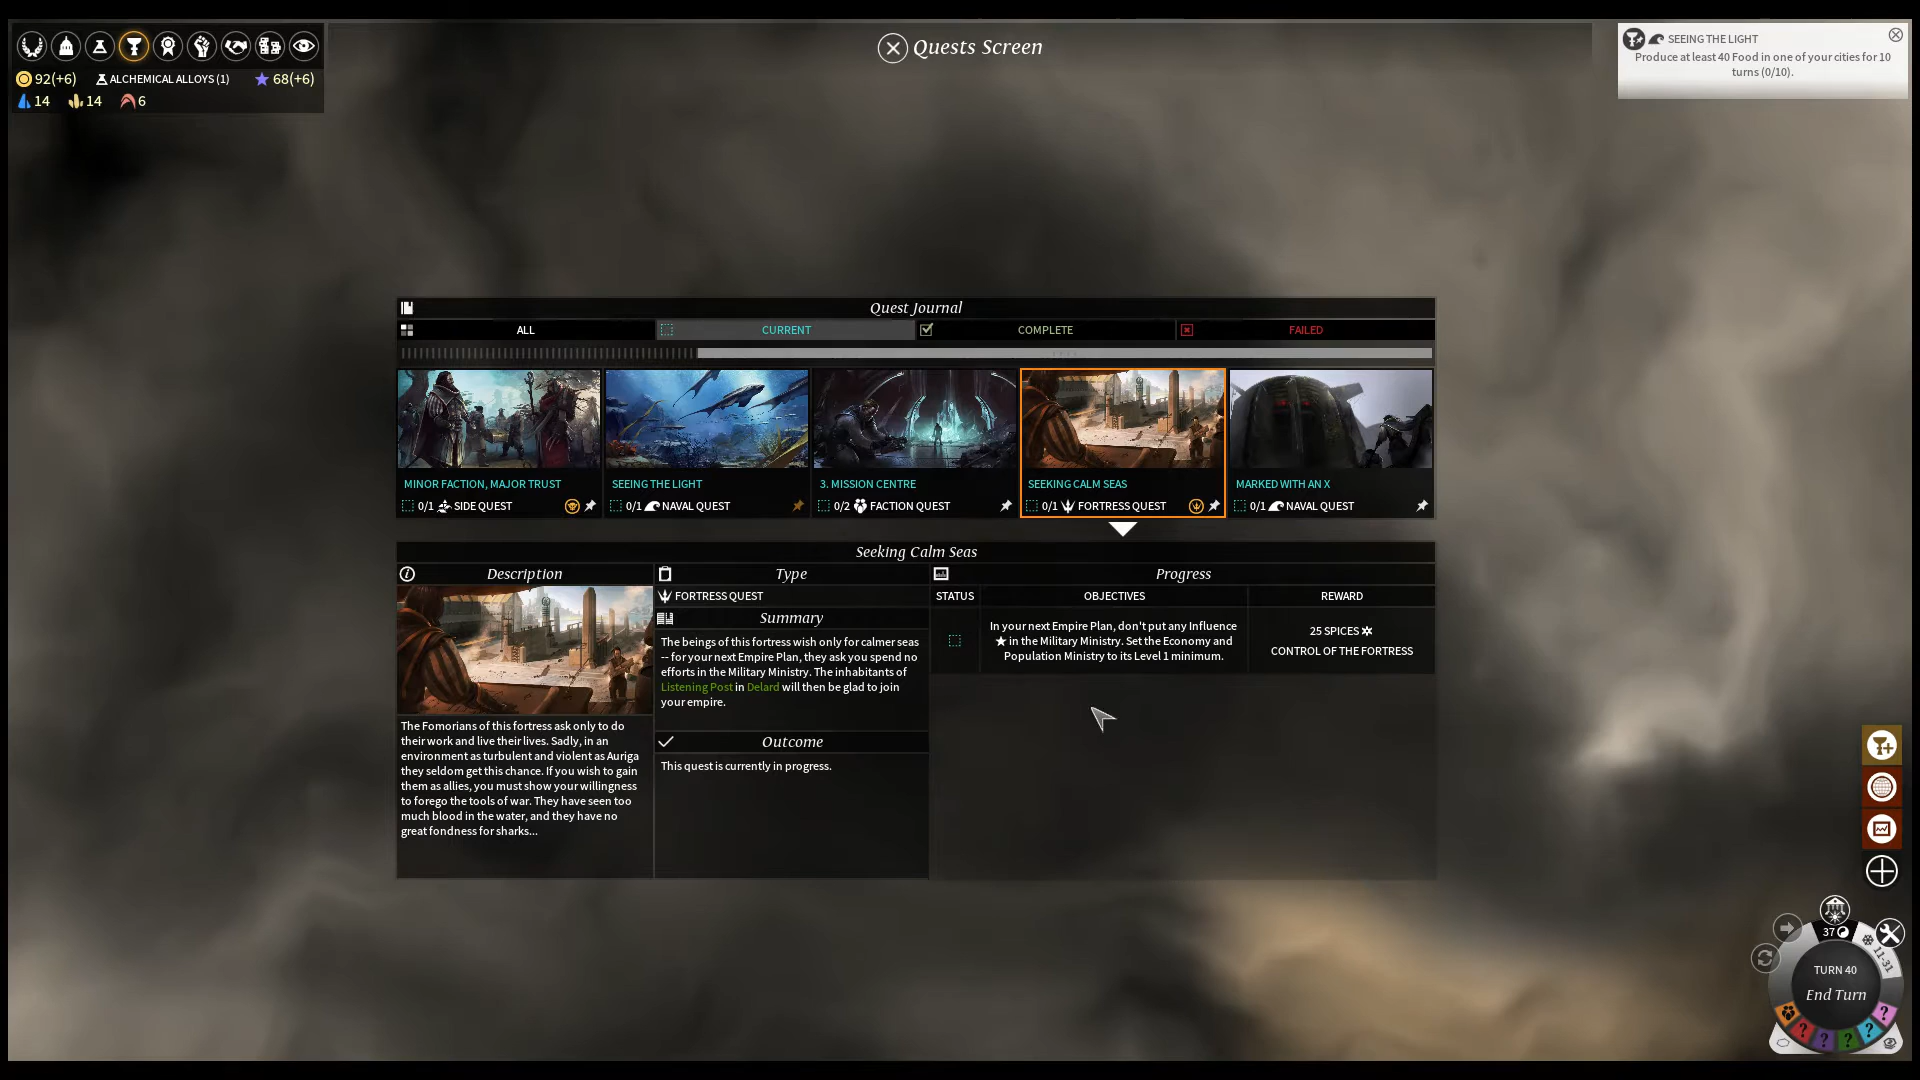 Quests Screen
92(+6) ALCHEMICAL ALLOYS (1) 68(+6)
14 14 6
SEEING THE LIGHT
Produce at least 40 Food in one of your cities for 10
turns (0/10).
Quest Journal
ALL CURRENT COMPLETE FAILED
MINOR FACTION, MAJOR TRUST
0/1 SIDE QUEST
SEEING THE LIGHT
0/1 NAVAL QUEST
3. MISSION CENTRE
0/2 FACTION QUEST
SEEKING CALM SEAS
0/1 FORTRESS QUEST
MARKED WITH AN X
0/1 NAVAL QUEST
Seeking Calm Seas
Description
The Fomorians of this fortress ask only to do
their work and live their lives. Sadly, in an
environment as turbulent and violent as Auriga
they seldom get this chance. If you wish to gain
them as allies, you must show your willingness
to forego the tools of war. They have seen too
much blood in the water, and they have no
great fondness for sharks...
Type
FORTRESS QUEST
Summary
The beings of this fortress wish only for calmer seas
-- for your next Empire Plan, they ask you spend no
efforts in the Military Ministry. The inhabitants of
Listening Post in Delard will then be glad to join
your empire.
Outcome
This quest is currently in progress.
Progress
STATUS OBJECTIVES REWARD
In your next Empire Plan, don't put any Influence
★ in the Military Ministry. Set the Economy and
Population Ministry to its Level 1 minimum.
25 SPICES
CONTROL OF THE FORTRESS
37
11-31
TURN 40
End Turn
? ? ? ? ? ?